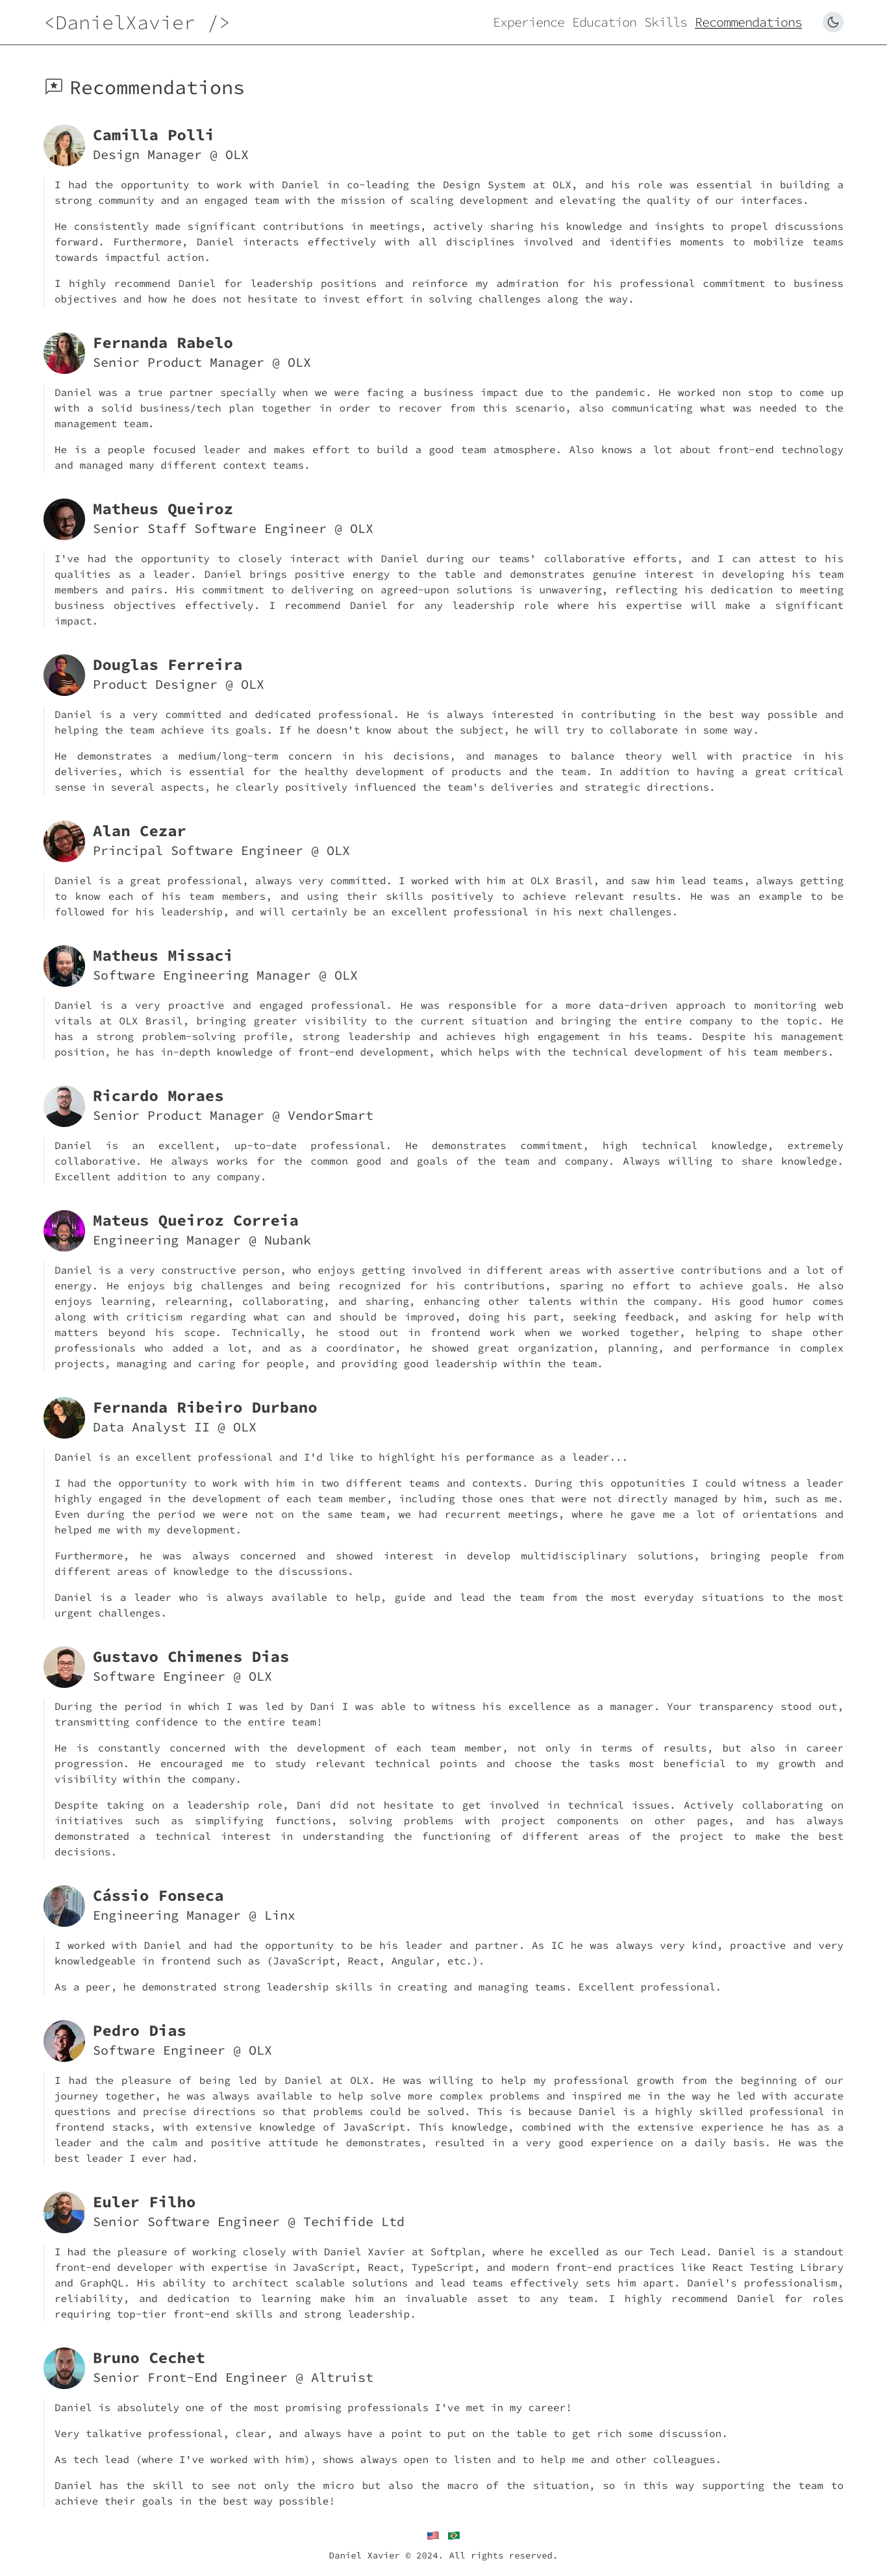 <DanielXavier />
Experience Education Skills Recommendations
Recommendations
Camilla Polli
Design Manager @ OLX
I had the opportunity to work with Daniel in co-leading the Design System at OLX, and his role was essential in building a
strong community and an engaged team with the mission of scaling development and elevating the quality of our interfaces.
He consistently made significant contributions in meetings, actively sharing his knowledge and insights to propel discussions
forward. Furthermore, Daniel interacts effectively with all disciplines involved and identifies moments to mobilize teams
towards impactful action.
I highly recommend Daniel for leadership positions and reinforce my admiration for his professional commitment to business
objectives and how he does not hesitate to invest effort in solving challenges along the way.
Fernanda Rabelo
Senior Product Manager @ OLX
Daniel was a true partner specially when we were facing a business impact due to the pandemic. He worked non stop to come up
with a solid business/tech plan together in order to recover from this scenario, also communicating what was needed to the
management team.
He is a people focused leader and makes effort to build a good team atmosphere. Also knows a lot about front-end technology
and managed many different context teams.
Matheus Queiroz
Senior Staff Software Engineer @ OLX
I've had the opportunity to closely interact with Daniel during our teams' collaborative efforts, and I can attest to his
qualities as a leader. Daniel brings positive energy to the table and demonstrates genuine interest in developing his team
members and pairs. His commitment to delivering on agreed-upon solutions is unwavering, reflecting his dedication to meeting
business objectives effectively. I recommend Daniel for any leadership role where his expertise will make a significant
impact.
Douglas Ferreira
Product Designer @ OLX
Daniel is a very committed and dedicated professional. He is always interested in contributing in the best way possible and
helping the team achieve its goals. If he doesn't know about the subject, he will try to collaborate in some way.
He demonstrates a medium/long-term concern in his decisions, and manages to balance theory well with practice in his
deliveries, which is essential for the healthy development of products and the team. In addition to having a great critical
sense in several aspects, he clearly positively influenced the team's deliveries and strategic directions.
Alan Cezar
Principal Software Engineer @ OLX
Daniel is a great professional, always very committed. I worked with him at OLX Brasil, and saw him lead teams, always getting
to know each of his team members, and using their skills positively to achieve relevant results. He was an example to be
followed for his leadership, and will certainly be an excellent professional in his next challenges.
Matheus Missaci
Software Engineering Manager @ OLX
Daniel is a very proactive and engaged professional. He was responsible for a more data-driven approach to monitoring web
vitals at OLX Brasil, bringing greater visibility to the current situation and bringing the entire company to the topic. He
has a strong problem-solving profile, strong leadership and achieves high engagement in his teams. Despite his management
position, he has in-depth knowledge of front-end development, which helps with the technical development of his team members.
Ricardo Moraes
Senior Product Manager @ VendorSmart
Daniel is an excellent, up-to-date professional. He demonstrates commitment, high technical knowledge, extremely
collaborative. He always works for the common good and goals of the team and company. Always willing to share knowledge.
Excellent addition to any company.
Mateus Queiroz Correia
Engineering Manager @ Nubank
Daniel is a very constructive person, who enjoys getting involved in different areas with assertive contributions and a lot of
energy. He enjoys big challenges and being recognized for his contributions, sparing no effort to achieve goals. He also
enjoys learning, relearning, collaborating, and sharing, enhancing other talents within the company. His good humor comes
along with criticism regarding what can and should be improved, doing his part, seeking feedback, and asking for help with
matters beyond his scope. Technically, he stood out in frontend work when we worked together, helping to shape other
professionals who added a lot, and as a coordinator, he showed great organization, planning, and performance in complex
projects, managing and caring for people, and providing good leadership within the team.
Fernanda Ribeiro Durbano
Data Analyst II @ OLX
Daniel is an excellent professional and I'd like to highlight his performance as a leader...
I had the opportunity to work with him in two different teams and contexts. During this oppotunities I could witness a leader
highly engaged in the development of each team member, including those ones that were not directly managed by him, such as me.
Even during the period we were not on the same team, we had recurrent meetings, where he gave me a lot of orientations and
helped me with my development.
Furthermore, he was always concerned and showed interest in develop multidisciplinary solutions, bringing people from
different areas of knowledge to the discussions.
Daniel is a leader who is always available to help, guide and lead the team from the most everyday situations to the most
urgent challenges.
Gustavo Chimenes Dias
Software Engineer @ OLX
During the period in which I was led by Dani I was able to witness his excellence as a manager. Your transparency stood out,
transmitting confidence to the entire team!
He is constantly concerned with the development of each team member, not only in terms of results, but also in career
progression. He encouraged me to study relevant technical points and choose the tasks most beneficial to my growth and
visibility within the company.
Despite taking on a leadership role, Dani did not hesitate to get involved in technical issues. Actively collaborating on
initiatives such as simplifying functions, solving problems with project components on other pages, and has always
demonstrated a technical interest in understanding the functioning of different areas of the project to make the best
decisions.
Cássio Fonseca
Engineering Manager @ Linx
I worked with Daniel and had the opportunity to be his leader and partner. As IC he was always very kind, proactive and very
knowledgeable in frontend such as (JavaScript, React, Angular, etc.).
As a peer, he demonstrated strong leadership skills in creating and managing teams. Excellent professional.
Pedro Dias
Software Engineer @ OLX
I had the pleasure of being led by Daniel at OLX. He was willing to help my professional growth from the beginning of our
journey together, he was always available to help solve more complex problems and inspired me in the way he led with accurate
questions and precise directions so that problems could be solved. This is because Daniel is a highly skilled professional in
frontend stacks, with extensive knowledge of JavaScript. This knowledge, combined with the extensive experience he has as a
leader and the calm and positive attitude he demonstrates, resulted in a very good experience on a daily basis. He was the
best leader I ever had.
Euler Filho
Senior Software Engineer @ Techifide Ltd
I had the pleasure of working closely with Daniel Xavier at Softplan, where he excelled as our Tech Lead. Daniel is a standout
front-end developer with expertise in JavaScript, React, TypeScript, and modern front-end practices like React Testing Library
and GraphQL. His ability to architect scalable solutions and lead teams effectively sets him apart. Daniel's professionalism,
reliability, and dedication to learning make him an invaluable asset to any team. I highly recommend Daniel for roles
requiring top-tier front-end skills and strong leadership.
Bruno Cechet
Senior Front-End Engineer @ Altruist
Daniel is absolutely one of the most promising professionals I've met in my career!
Very talkative professional, clear, and always have a point to put on the table to get rich some discussion.
As tech lead (where I've worked with him), shows always open to listen and to help me and other colleagues.
Daniel has the skill to see not only the micro but also the macro of the situation, so in this way supporting the team to
achieve their goals in the best way possible!
Daniel Xavier © 2024. All rights reserved.